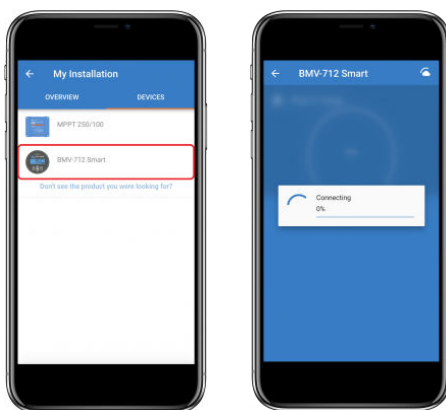 My Installation
OVERVIEW DEVICES
MPPT 250/100
BMV-712 Smart
Don't see the product you were looking for?
BMV-712 Smart
Connecting
0%